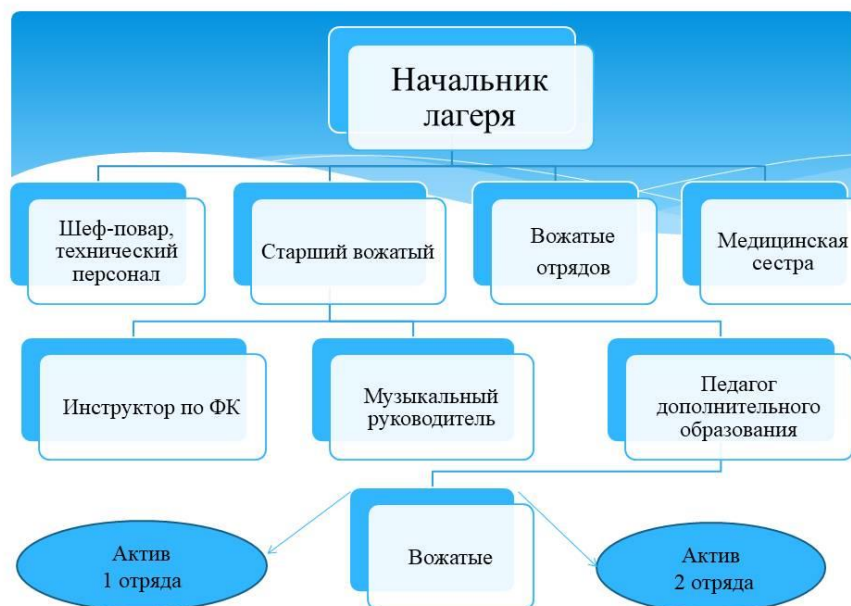 Начальник
лагеря
Шеф-повар,
технический
персонал
Старший вожатый
Вожатые
отрядов
Медицинская
сестра
Инструктор по ФК
Музыкальный
руководитель
Педагог
дополнительного
образования
Актив
1 отряда
Вожатые
Актив
2 отряда